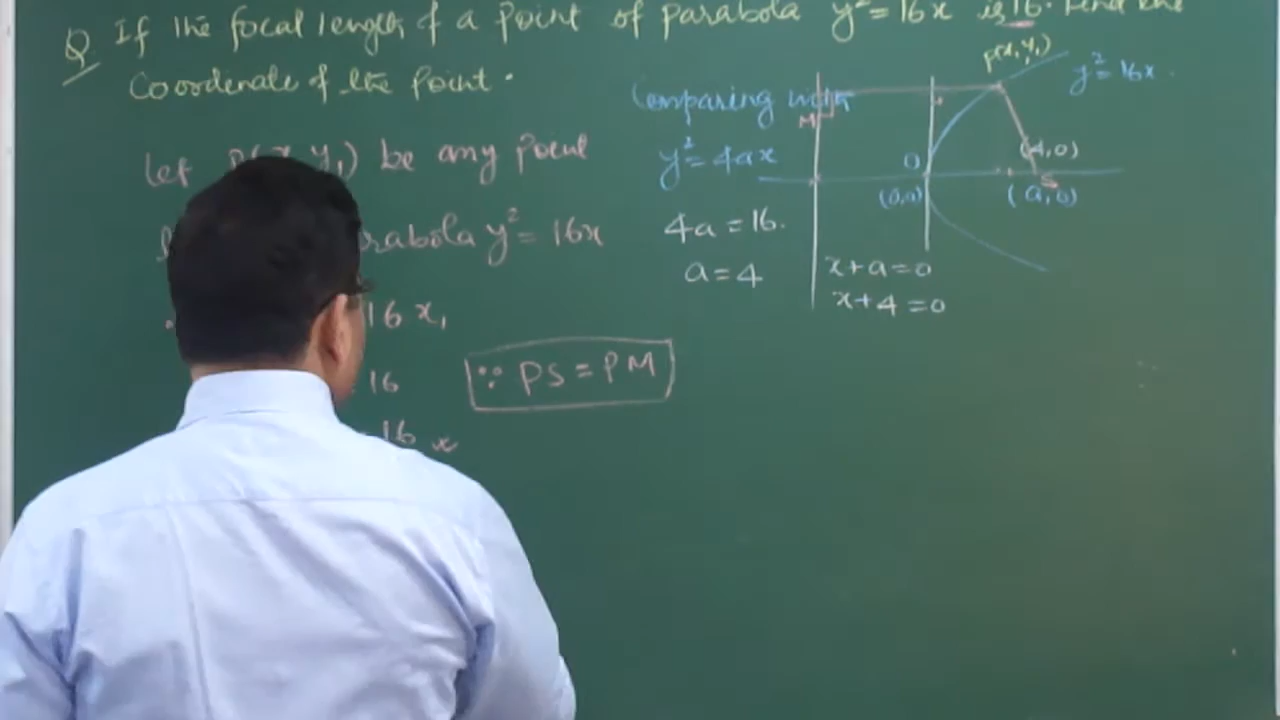 Q If the focal length of a point of parabola y² = 16x is 16. Find the
Coordenate of the point.
Let P(x, y₁) be any point
parabola y² = 16x
16 x₁
16
16 x
∵ PS = PM
Comparing with
y² = 4ax
4a = 16.
a = 4
P(x₁, y₁)
y² = 16x
M
(4,0)
O
S
(0,0)
(a,0)
x+a=0
x+4=0